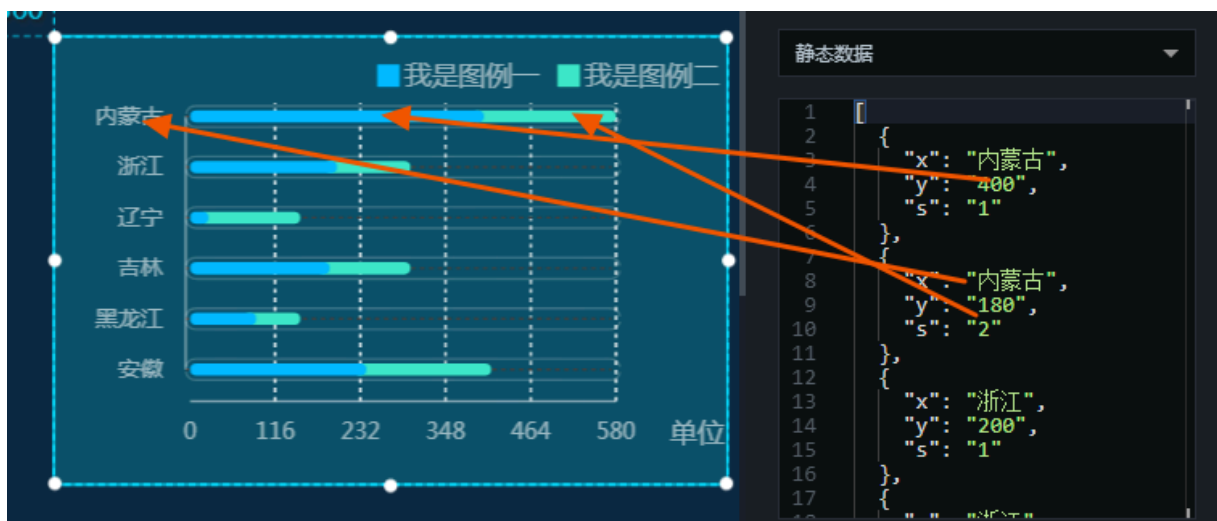 静态数据
我是图例一 我是图例二
内蒙古
浙江
辽宁
吉林
黑龙江
安徽
0 116 232 348 464 580 单位
1 [
2 {
3 "x": "内蒙古",
4 "y": "400",
5 "s": "1"
6 },
7 {
8 "x": "内蒙古",
9 "y": "180",
10 "s": "2"
11 },
12 {
13 "x": "浙江",
14 "y": "200",
15 "s": "1"
16 },
17 {